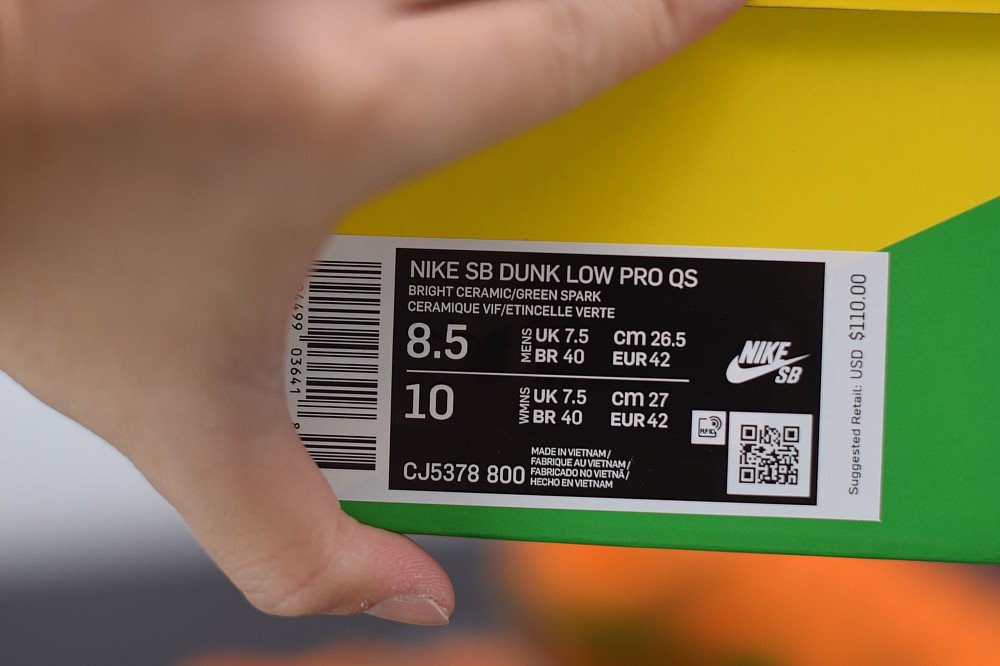 NIKE SB DUNK LOW PRO QS
BRIGHT CERAMIC/GREEN SPARK
CERAMIQUE VIF/ETINCELLE VERTE
8.5
MENS
UK 7.5 CM 26.5
BR 40 EUR 42
10
WMNS
UK 7.5 CM 27
BR 40 EUR 42
CJ5378 800
MADE IN VIETNAM/
FABRIQUE AU VIETNAM/
FABRICADO NO VIETNÃ/
HECHO EN VIETNAM
NIKE
SB
RFID
Suggested Retail: USD $110.00
03641